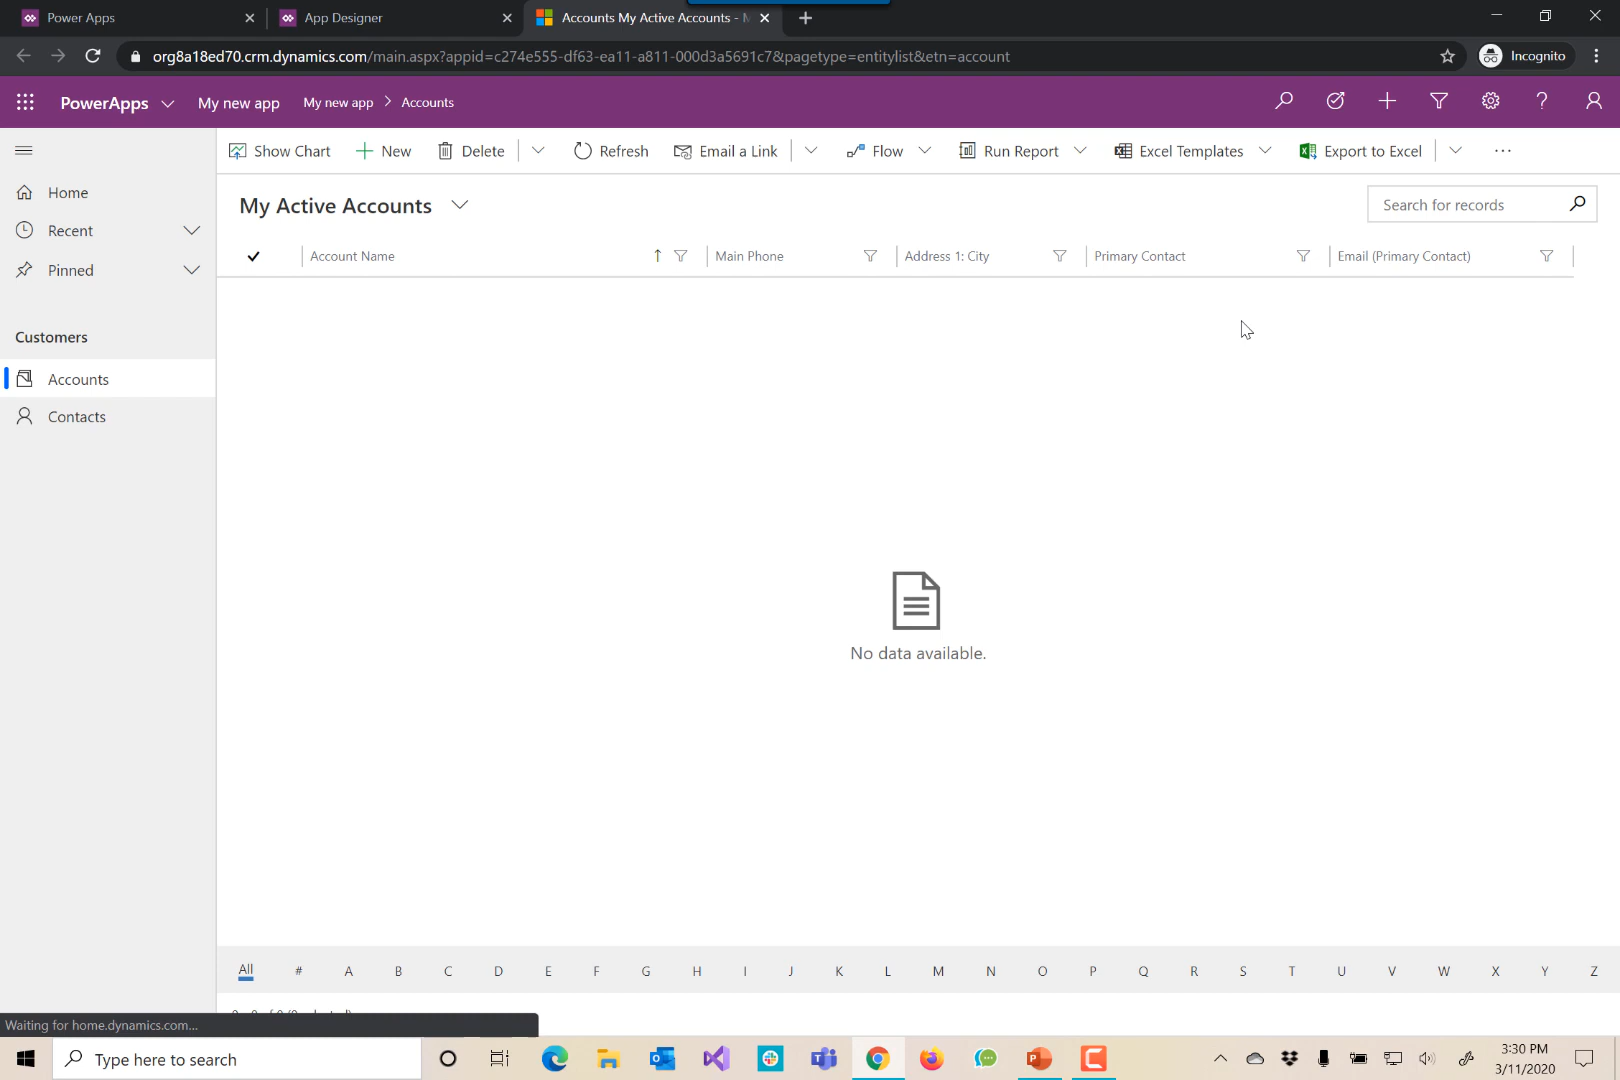 Power Apps
App Designer
Accounts My Active Accounts -
org8a18ed70.crm.dynamics.com/main.aspx?appid=c274e555-df63-ea11-a811-000d3a5691c7&pagetype=entitylist&etn=account
Incognito
PowerApps
My new app
My new app > Accounts
Show Chart
New
Delete
Refresh
Email a Link
Flow
Run Report
Excel Templates
Export to Excel
Home
Recent
Pinned
Customers
Accounts
Contacts
My Active Accounts
Search for records
Account Name
Main Phone
Address 1: City
Primary Contact
Email (Primary Contact)
No data available.
All # A B C D E F G H I J K L M N O P Q R S T U V W X Y Z
Waiting for home.dynamics.com...
Type here to search
3:30 PM
3/11/2020